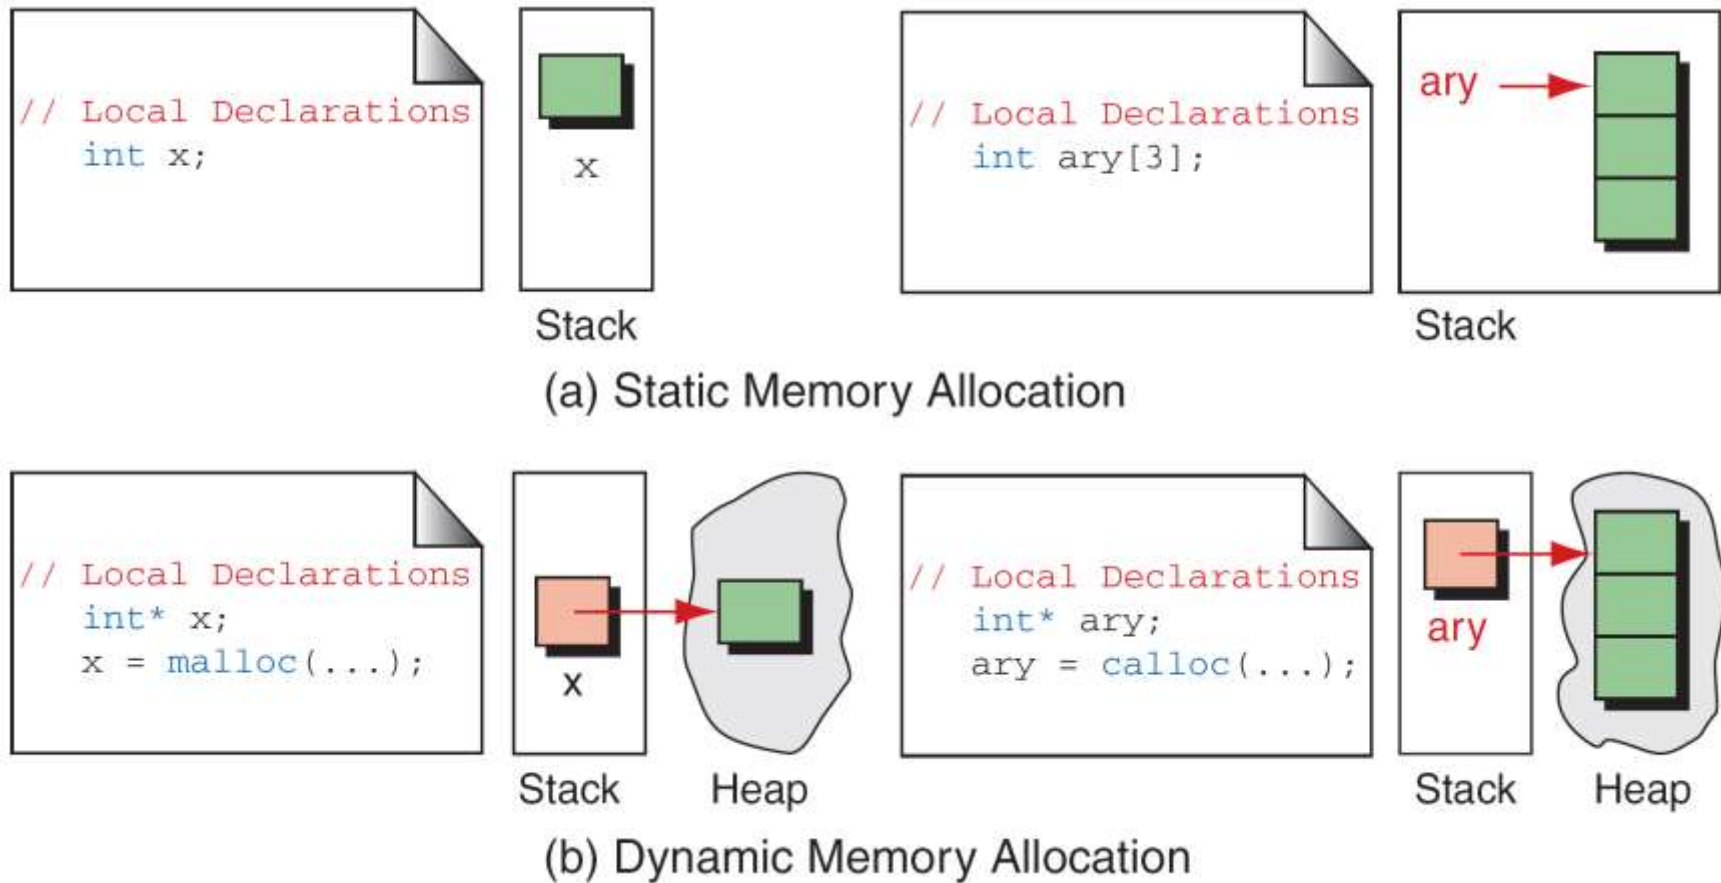 // Local Declarations
int x;
x
Stack
// Local Declarations
int ary[3];
ary
Stack
(a) Static Memory Allocation
// Local Declarations
int* x;
x = malloc(...);
x
Stack
Heap
// Local Declarations
int* ary;
ary = calloc(...);
ary
Stack
Heap
(b) Dynamic Memory Allocation